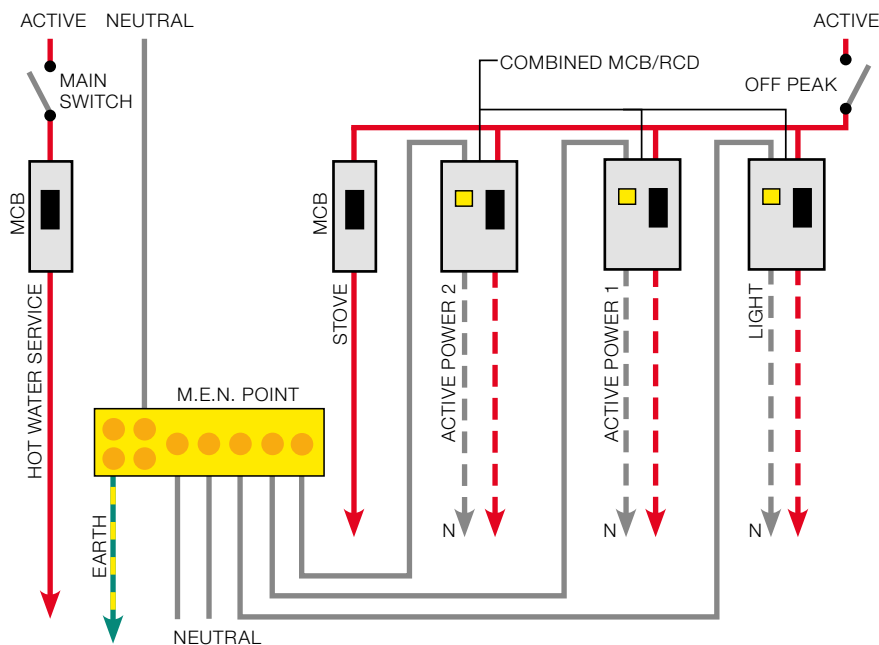 ACTIVE
NEUTRAL
ACTIVE
MAIN
SWITCH
COMBINED MCB/RCD
OFF PEAK
MCB
MCB
HOT WATER SERVICE
STOVE
ACTIVE POWER 2
ACTIVE POWER 1
LIGHT
M.E.N. POINT
N
N
N
EARTH
NEUTRAL